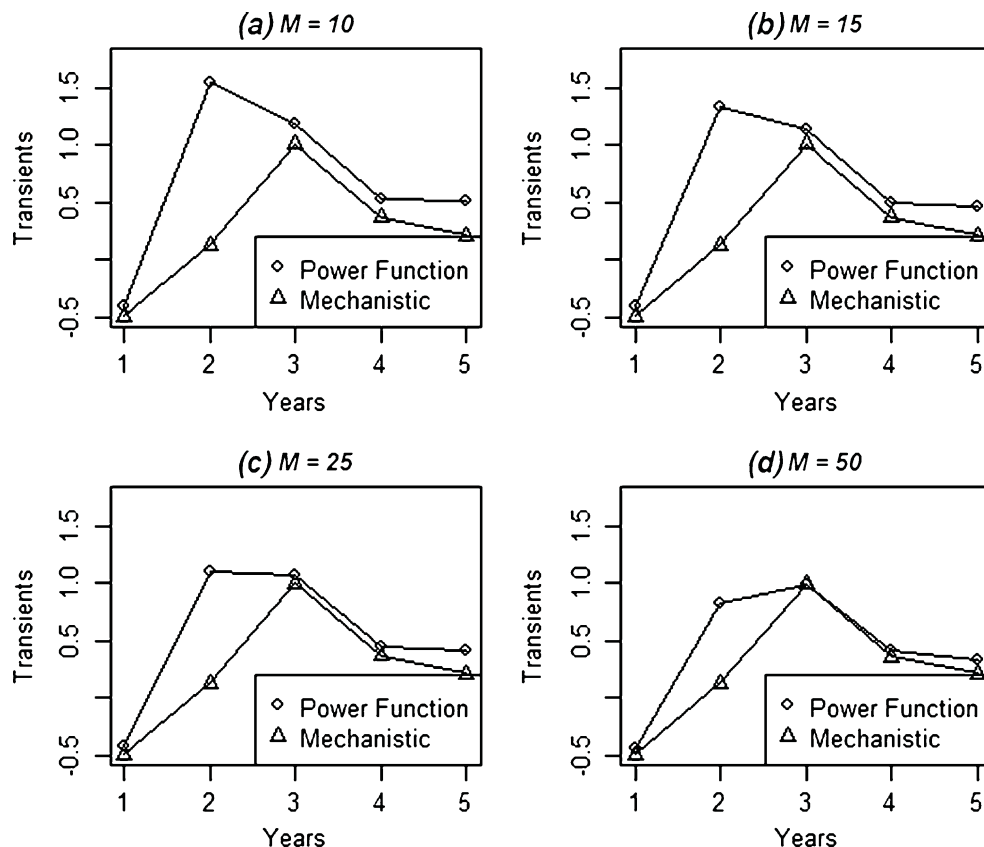 (a) M = 10
Transients
1.5
1.0
0.5
-0.5
Power Function
Mechanistic
1 2 3 4 5
Years
(b) M = 15
Transients
1.5
1.0
0.5
-0.5
Power Function
Mechanistic
1 2 3 4 5
Years
(c) M = 25
Transients
1.5
1.0
0.5
-0.5
Power Function
Mechanistic
1 2 3 4 5
Years
(d) M = 50
Transients
1.5
1.0
0.5
-0.5
Power Function
Mechanistic
1 2 3 4 5
Years